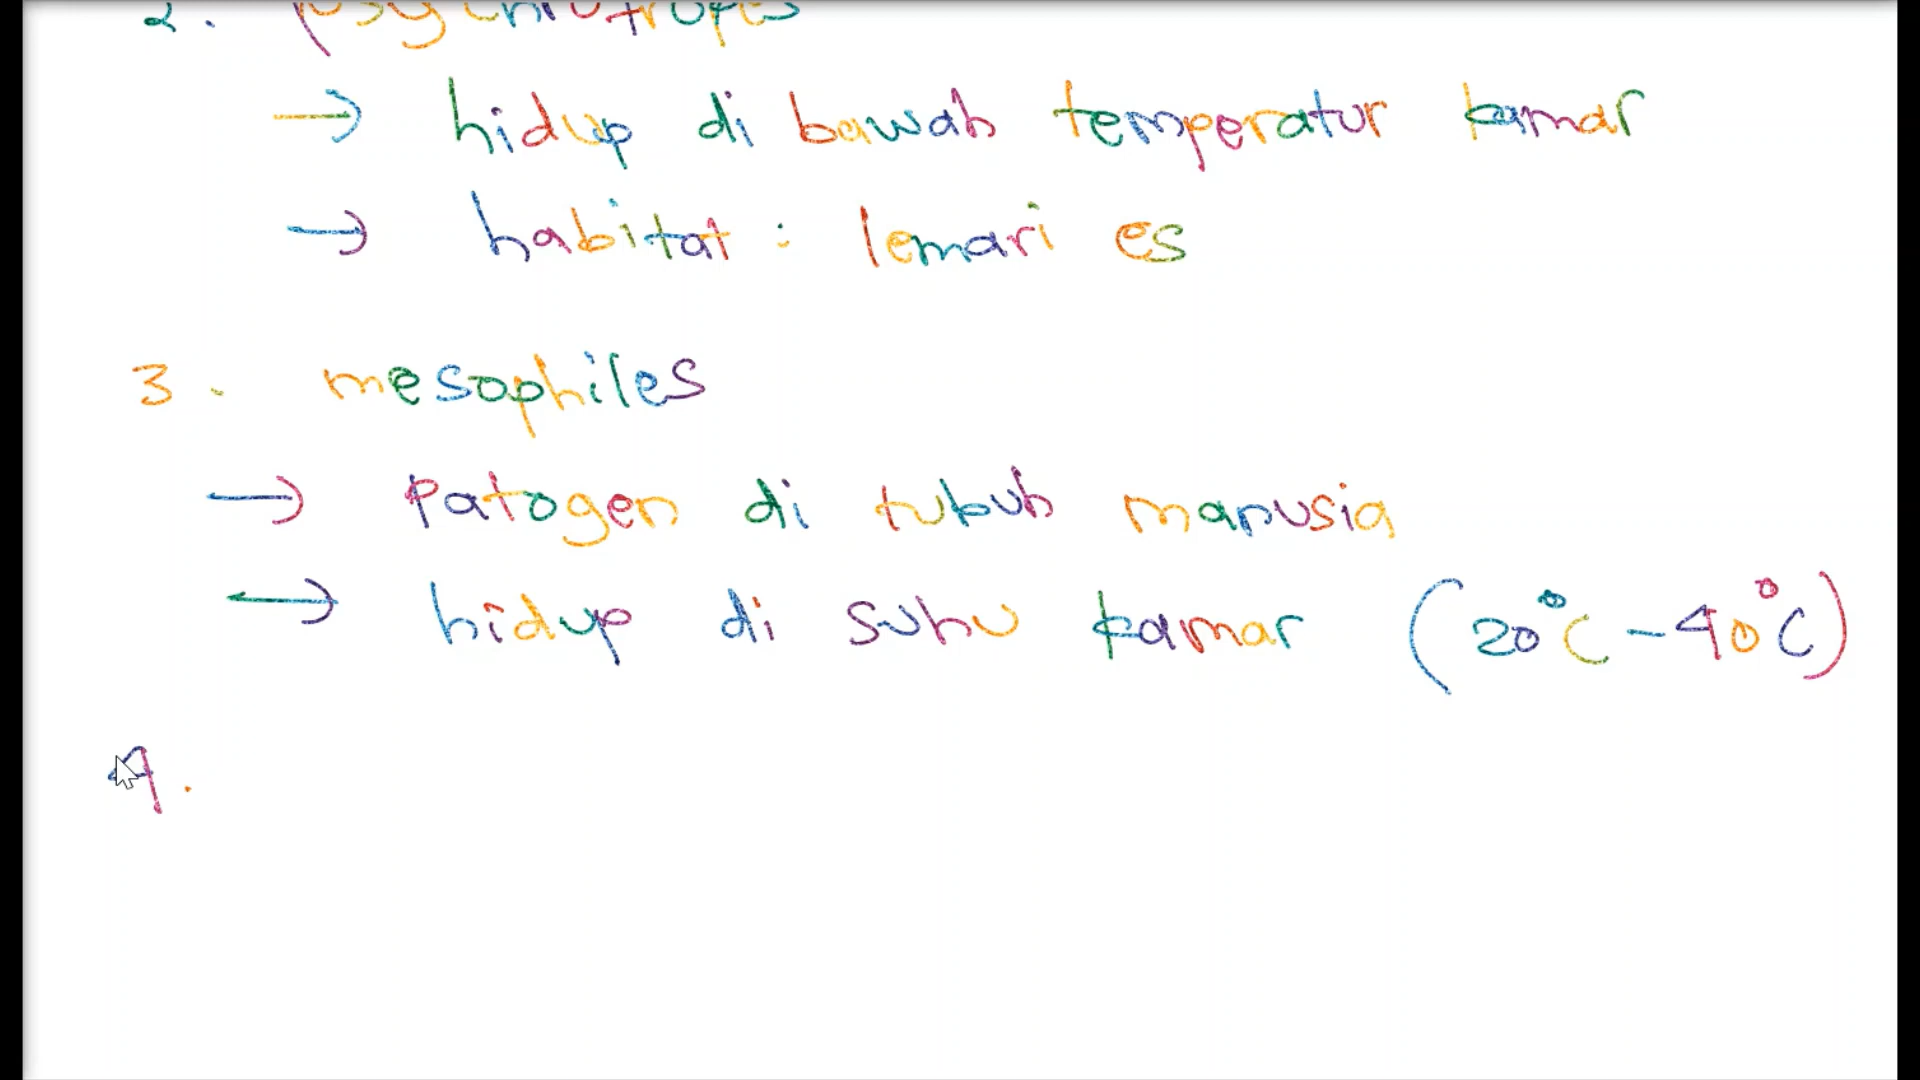 2.
→ hidup di bawah temperatur kamar
→ habitat : lemari es
3. mesophiles
→ Patogen di tubuh manusia
→ hidup di suhu kamar (20°C - 40°C)
4.